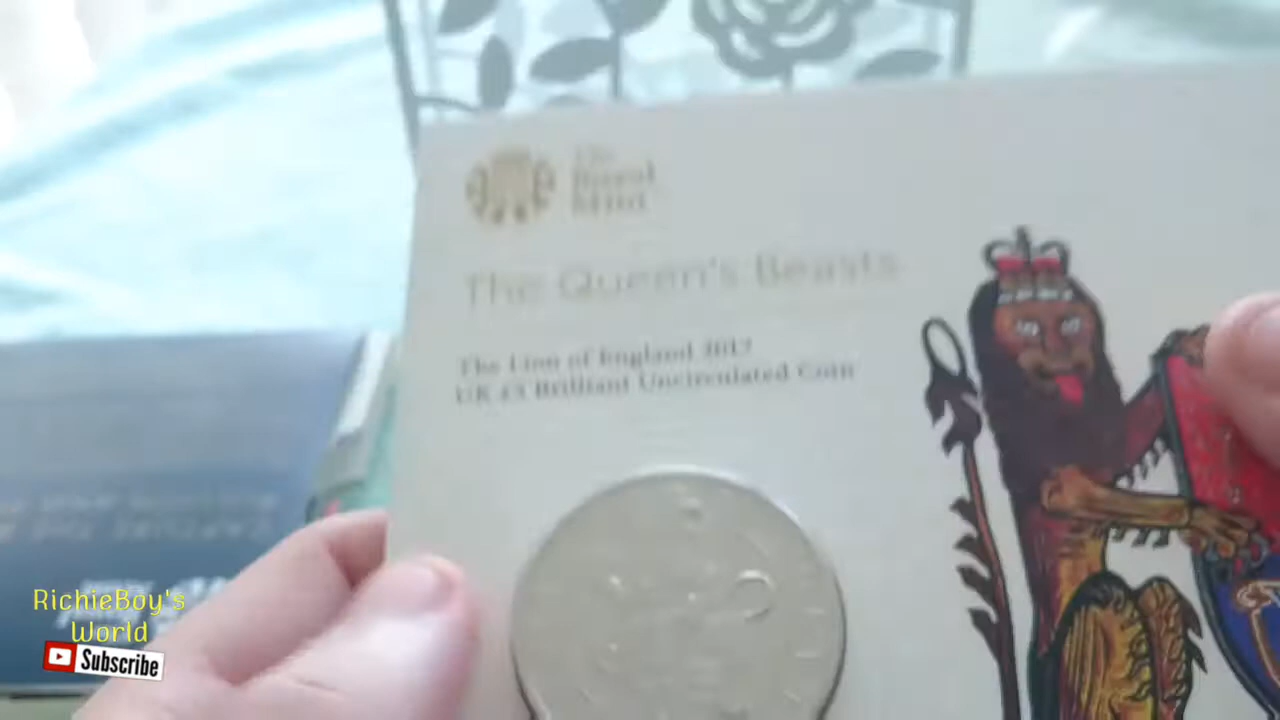 The
Royal
Mint
The Queen's Beasts
The Lion of England 2017
UK £5 Brilliant Uncirculated Coin
RichieBoy's
World
Subscribe